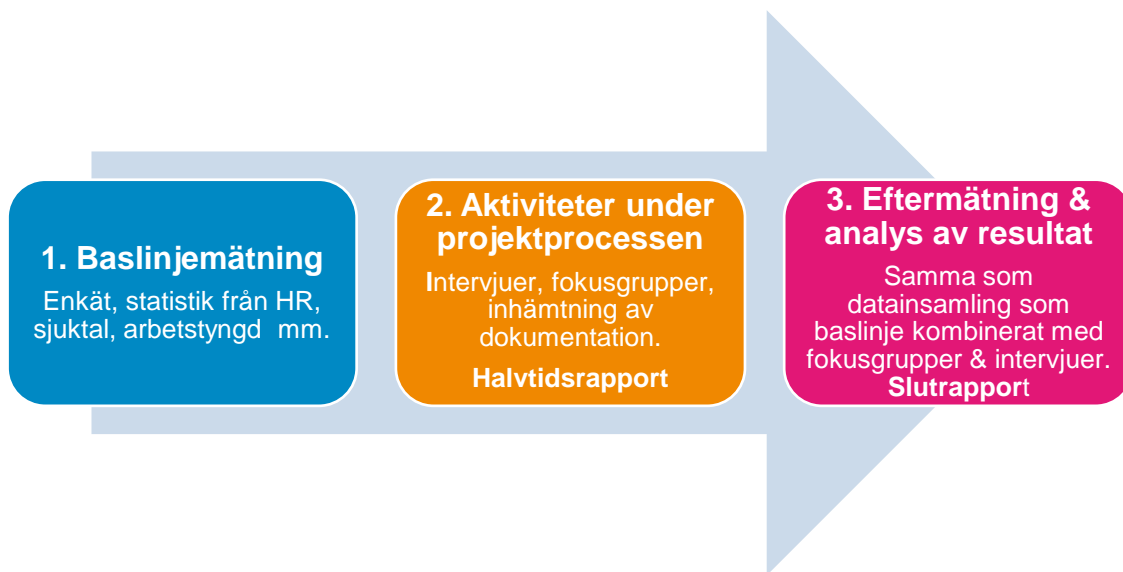 1. Baslinjemätning
Enkät, statistik från HR,
sjuktal, arbetstyngd  mm.
2. Aktiviteter under
projektprocessen
Intervjuer, fokusgrupper,
inhämtning av
dokumentation.
Halvtidsrapport
3. Eftermätning &
analys av resultat
Samma som
datainsamling som
baslinje kombinerat med
fokusgrupper & intervjuer.
Slutrapport